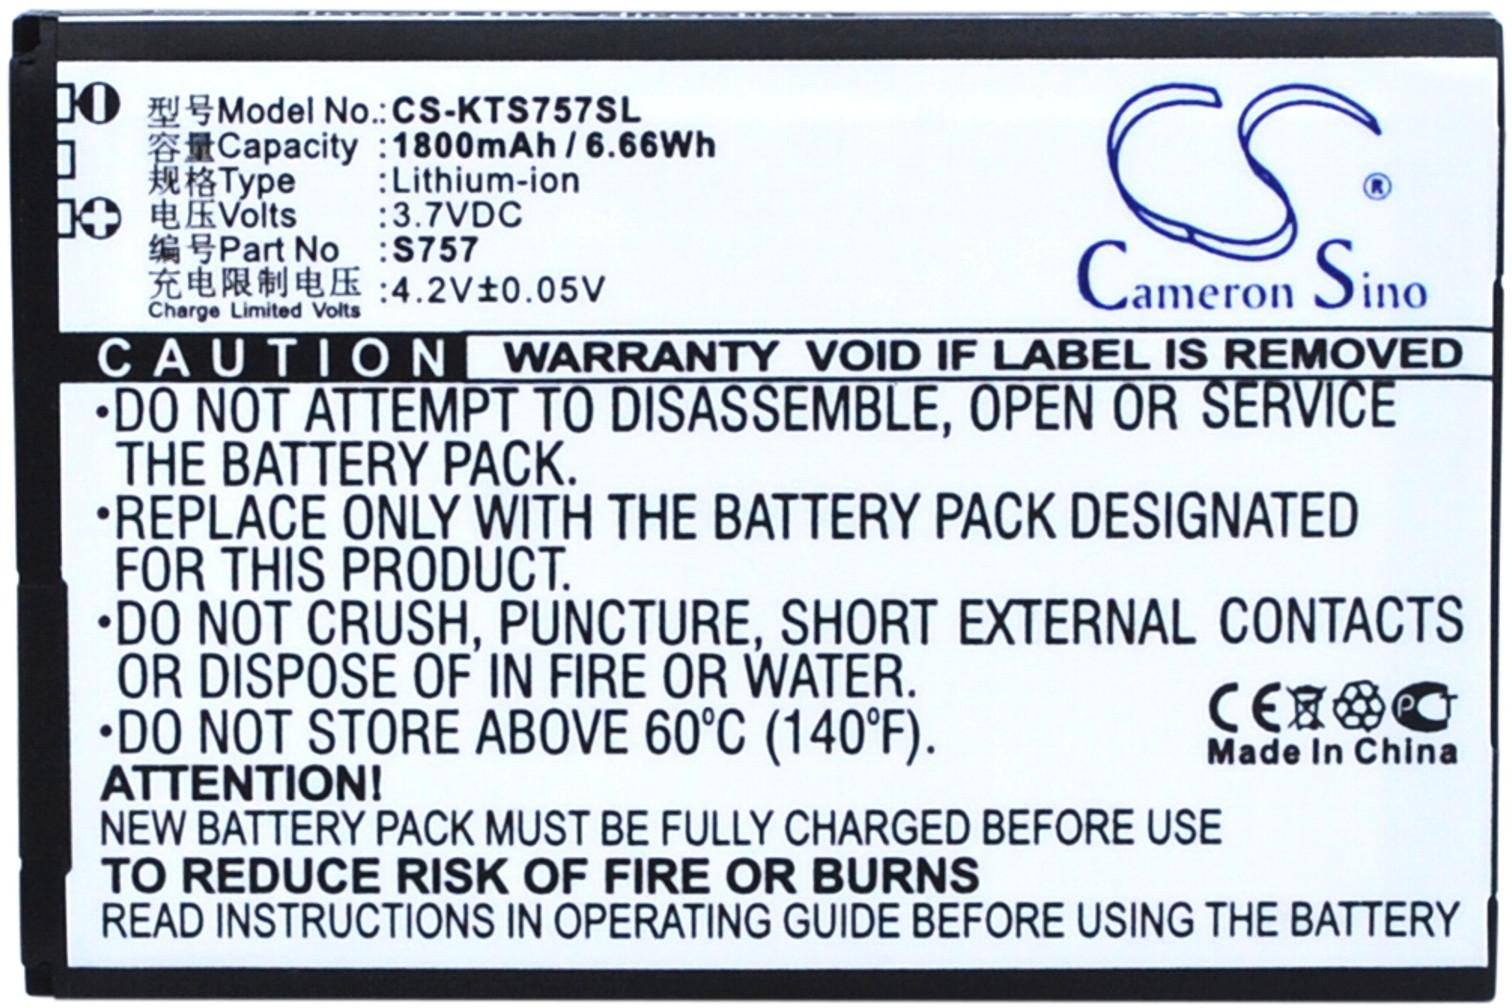 型号Model No.:CS-KTS757SL
容量Capacity :1800mAh / 6.66Wh
规格Type :Lithium-ion
电压Volts :3.7VDC
编号Part No :S757
充电限制电压 :4.2V±0.05V
Charge Limited Volts
CS®
Cameron Sino
CAUTION WARRANTY VOID IF LABEL IS REMOVED
•DO NOT ATTEMPT TO DISASSEMBLE, OPEN OR SERVICE
THE BATTERY PACK.
•REPLACE ONLY WITH THE BATTERY PACK DESIGNATED
FOR THIS PRODUCT.
•DO NOT CRUSH, PUNCTURE, SHORT EXTERNAL CONTACTS
OR DISPOSE OF IN FIRE OR WATER.
•DO NOT STORE ABOVE 60°C (140°F).
CE PCT
Made In China
ATTENTION!
NEW BATTERY PACK MUST BE FULLY CHARGED BEFORE USE
TO REDUCE RISK OF FIRE OR BURNS
READ INSTRUCTIONS IN OPERATING GUIDE BEFORE USING THE BATTERY